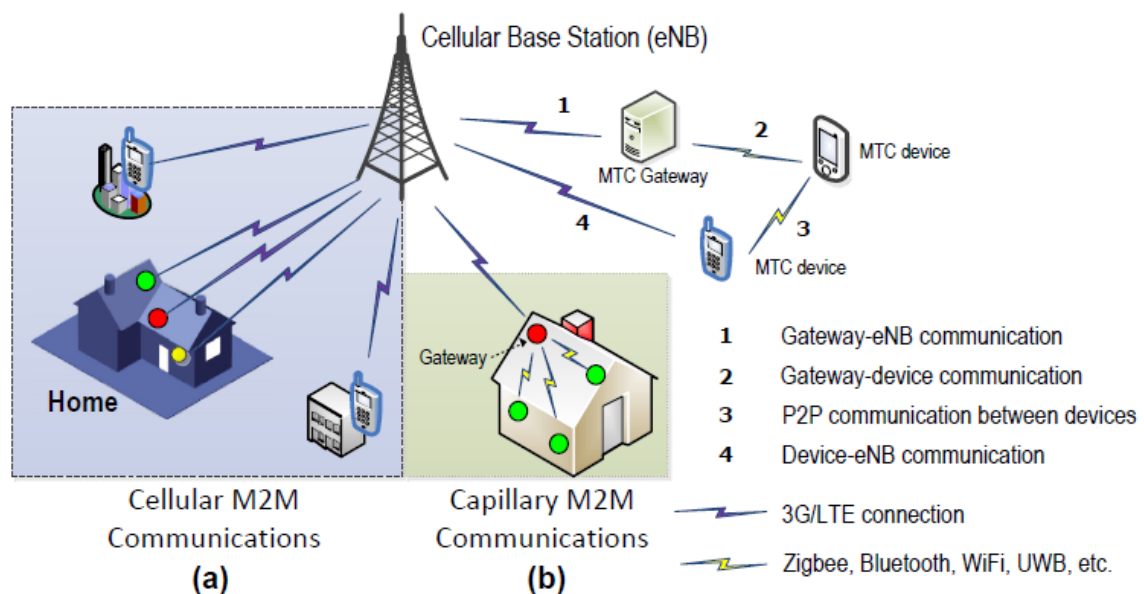 Cellular Base Station (eNB)
1
2
MTC Gateway
MTC device
3
4
MTC device
Gateway
Home
1 Gateway-eNB communication
2 Gateway-device communication
3 P2P communication between devices
4 Device-eNB communication
3G/LTE connection
Zigbee, Bluetooth, WiFi, UWB, etc.
Cellular M2M
Communications
(a)
Capillary M2M
Communications
(b)